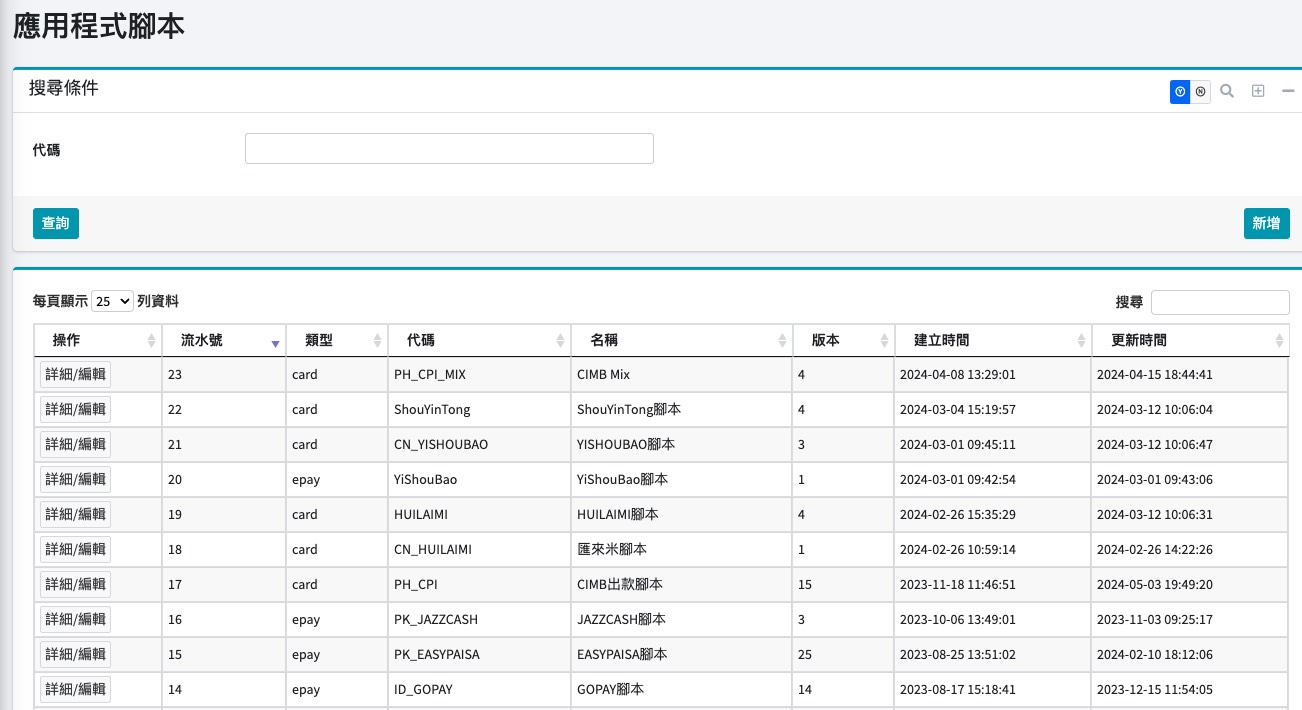 應用程式腳本
搜尋條件 Y N
代碼
查詢 新增
每頁顯示 25 列資料 搜尋
操作 流水號 類型 代碼 名稱 版本 建立時間 更新時間
詳細/編輯 23 card PH_CPI_MIX CIMB Mix 4 2024-04-08 13:29:01 2024-04-15 18:44:41
詳細/編輯 22 card ShouYinTong ShouYinTong腳本 4 2024-03-04 15:19:57 2024-03-12 10:06:04
詳細/編輯 21 card CN_YISHOUBAO YISHOUBAO腳本 3 2024-03-01 09:45:11 2024-03-12 10:06:47
詳細/編輯 20 epay YiShouBao YiShouBao腳本 1 2024-03-01 09:42:54 2024-03-01 09:43:06
詳細/編輯 19 card HUILAIMI HUILAIMI腳本 4 2024-02-26 15:35:29 2024-03-12 10:06:31
詳細/編輯 18 card CN_HUILAIMI 匯來米腳本 1 2024-02-26 10:59:14 2024-02-26 14:22:26
詳細/編輯 17 card PH_CPI CIMB出款腳本 15 2023-11-18 11:46:51 2024-05-03 19:49:20
詳細/編輯 16 epay PK_JAZZCASH JAZZCASH腳本 3 2023-10-06 13:49:01 2023-11-03 09:25:17
詳細/編輯 15 epay PK_EASYPAISA EASYPAISA腳本 25 2023-08-25 13:51:02 2024-02-10 18:12:06
詳細/編輯 14 epay ID_GOPAY GOPAY腳本 14 2023-08-17 15:18:41 2023-12-15 11:54:05